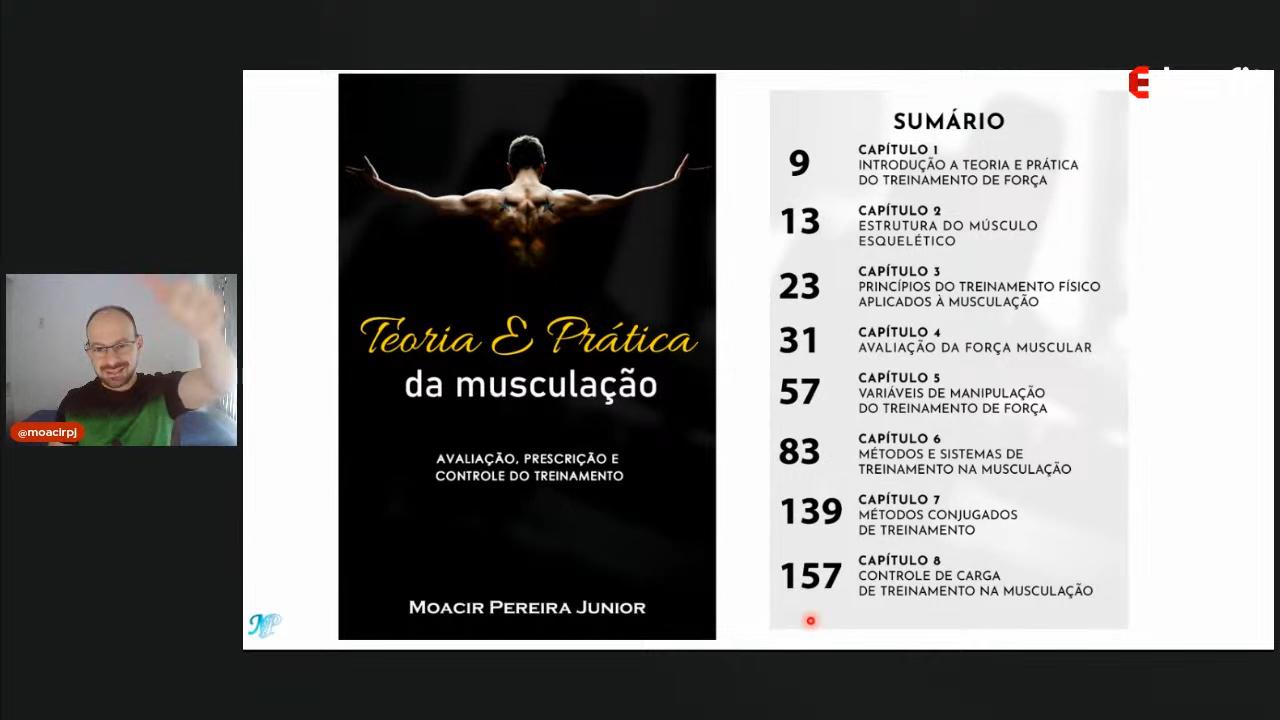 Teoria E Prática
da musculação
AVALIAÇÃO, PRESCRIÇÃO E
CONTROLE DO TREINAMENTO
MOACIR PEREIRA JUNIOR
SUMÁRIO
9
CAPÍTULO 1
INTRODUÇÃO A TEORIA E PRÁTICA
DO TREINAMENTO DE FORÇA
13
CAPÍTULO 2
ESTRUTURA DO MÚSCULO
ESQUELÉTICO
23
CAPÍTULO 3
PRINCÍPIOS DO TREINAMENTO FÍSICO
APLICADOS À MUSCULAÇÃO
31
CAPÍTULO 4
AVALIAÇÃO DA FORÇA MUSCULAR
57
CAPÍTULO 5
VARIÁVEIS DE MANIPULAÇÃO
DO TREINAMENTO DE FORÇA
83
CAPÍTULO 6
MÉTODOS E SISTEMAS DE
TREINAMENTO NA MUSCULAÇÃO
139
CAPÍTULO 7
MÉTODOS CONJUGADOS
DE TREINAMENTO
157
CAPÍTULO 8
CONTROLE DE CARGA
DE TREINAMENTO NA MUSCULAÇÃO
@moacirpj